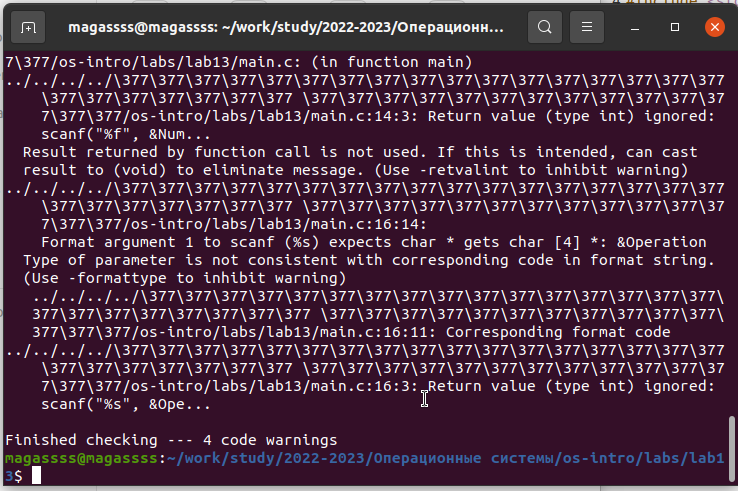 magassss@magassss: ~/work/study/2022-2023/Операционн...
7\377/os-intro/labs/lab13/main.c: (in function main)
../../../../\377\377\377\377\377\377\377\377\377\377\377\377\377\377\377\377\377
\377\377\377\377\377\377\377 \377\377\377\377\377\377\377\377\377\377\377\37
7\377/os-intro/labs/lab13/main.c:14:3: Return value (type int) ignored:
scanf("%f", &Num...
Result returned by function call is not used. If this is intended, can cast
result to (void) to eliminate message. (Use -retvalint to inhibit warning)
../../../../\377\377\377\377\377\377\377\377\377\377\377\377\377\377\377\377\377
\377\377\377\377\377\377\377 \377\377\377\377\377\377\377\377\377\377\377\37
7\377/os-intro/labs/lab13/main.c:16:14:
Format argument 1 to scanf (%s) expects char * gets char [4] *: &Operation
Type of parameter is not consistent with corresponding code in format string.
(Use -formattype to inhibit warning)
../../../../\377\377\377\377\377\377\377\377\377\377\377\377\377\377\377\377\
377\377\377\377\377\377\377\377 \377\377\377\377\377\377\377\377\377\377\377\
377\377/os-intro/labs/lab13/main.c:16:11: Corresponding format code
../../../../\377\377\377\377\377\377\377\377\377\377\377\377\377\377\377\377\377
\377\377\377\377\377\377\377 \377\377\377\377\377\377\377\377\377\377\377\37
7\377/os-intro/labs/lab13/main.c:16:3: Return value (type int) ignored:
scanf("%s", &Ope...
Finished checking --- 4 code warnings
magassss@magassss:~/work/study/2022-2023/Операционные системы/os-intro/labs/lab1
3$